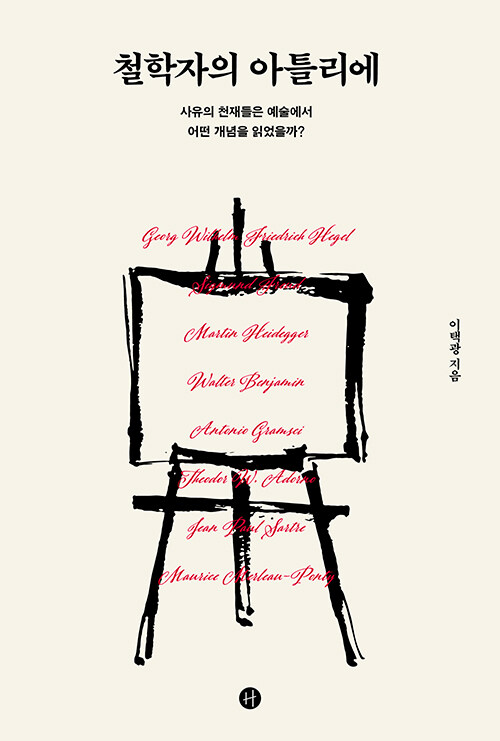 철학자의 아틀리에
사유의 천재들은 예술에서
어떤 개념을 읽었을까?
Georg Wilhelm Friedrich Hegel
Sigmund Freud
Martin Heidegger
Walter Benjamin
Antonio Gramsci
Theodor W. Adorno
Jean Paul Sartre
Maurice Merleau-Ponty
이택광 지음
H